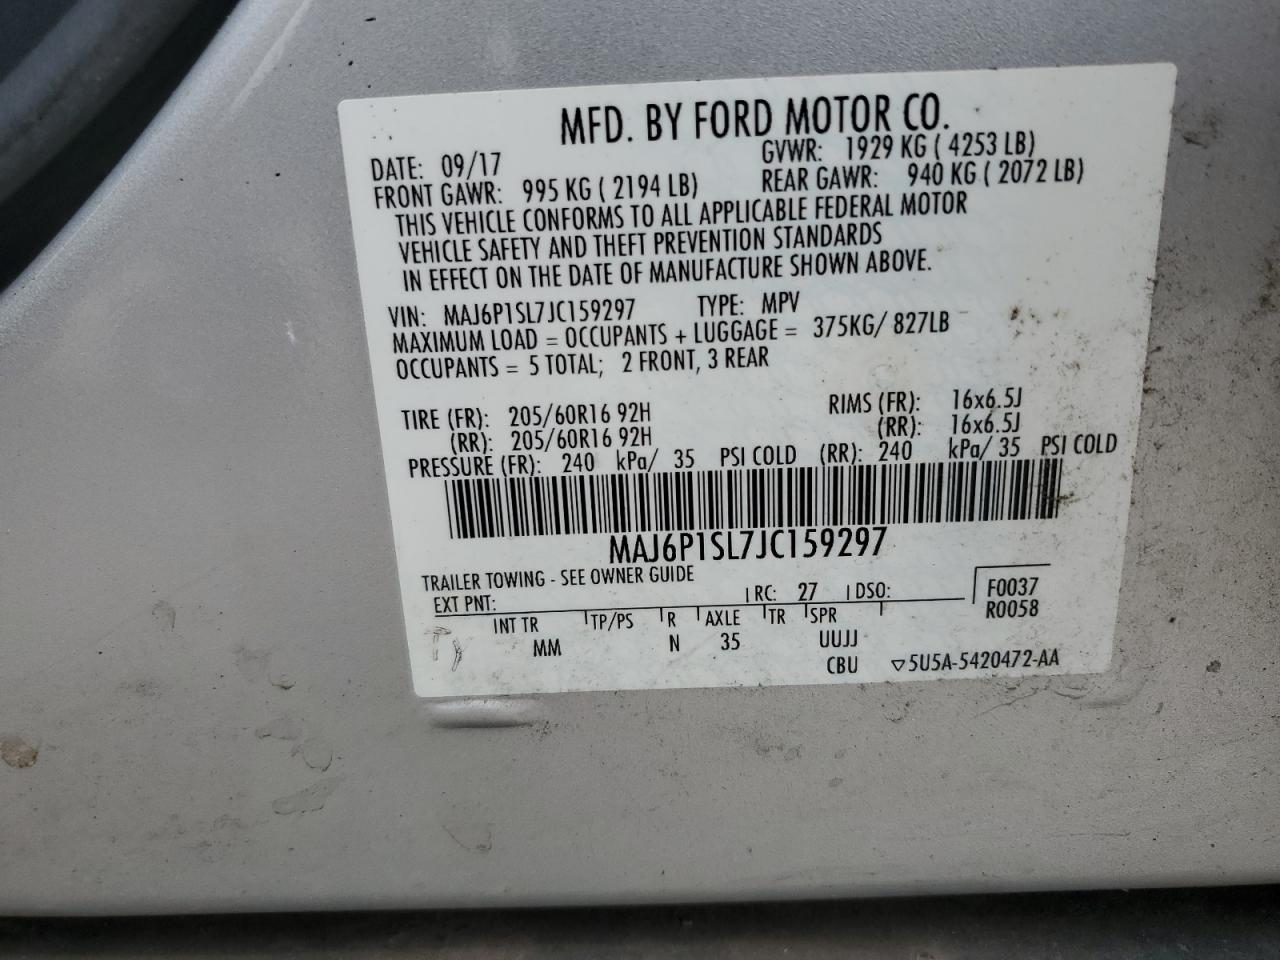 MFD. BY FORD MOTOR CO.
DATE: 09/17 GVWR: 1929 KG ( 4253 LB)
FRONT GAWR: 995 KG ( 2194 LB) REAR GAWR: 940 KG ( 2072 LB)
THIS VEHICLE CONFORMS TO ALL APPLICABLE FEDERAL MOTOR
VEHICLE SAFETY AND THEFT PREVENTION STANDARDS
IN EFFECT ON THE DATE OF MANUFACTURE SHOWN ABOVE.
VIN: MAJ6P1SL7JC159297 TYPE: MPV
MAXIMUM LOAD = OCCUPANTS + LUGGAGE = 375KG/ 827LB
OCCUPANTS = 5 TOTAL; 2 FRONT, 3 REAR
TIRE (FR): 205/60R16 92H RIMS (FR): 16x6.5J
(RR): 205/60R16 92H (RR): 16x6.5J
PRESSURE (FR): 240 kPa/ 35 PSI COLD (RR): 240 kPa/ 35 PSI COLD
MAJ6P1SL7JC159297
TRAILER TOWING - SEE OWNER GUIDE
EXT PNT: RC: 27 DSO: F0037
R0058
INT TR TP/PS R AXLE TR SPR
MM N 35 UUJJ
CBU ▽5U5A-5420472-AA